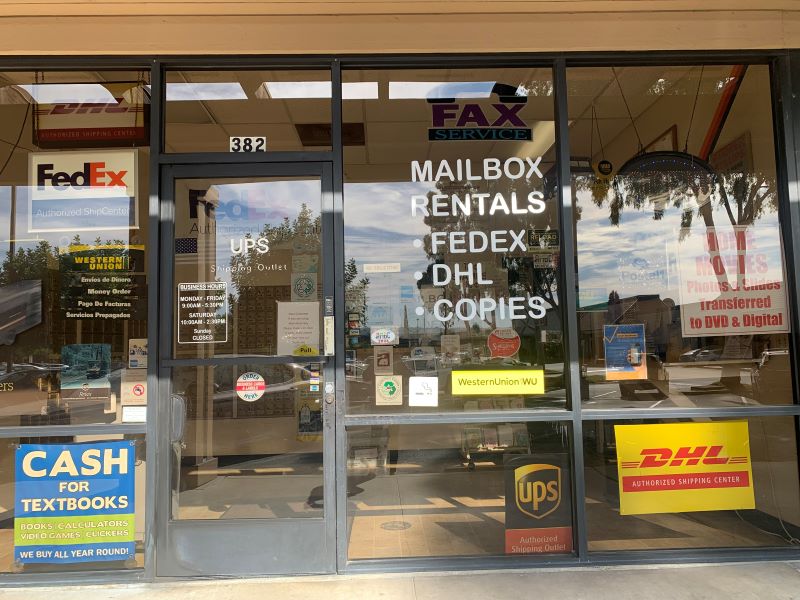 DHL
AUTHORIZED SHIPPING CENTER
FedEx
Authorized ShipCenter
WESTERN
UNION
Envíos de Dinero
Money Order
Pago De Facturas
Servicios Prepagados
CASH
FOR
TEXTBOOKS
BOOKS, CALCULATORS
VIDEO GAMES, CLICKERS
WE BUY ALL YEAR ROUND!
382
FedEx
UPS
Shipping Outlet
BUSINESS HOURS
MONDAY - FRIDAY
9:00AM - 5:30PM
SATURDAY
10:00AM - 2:30PM
Sunday
CLOSED
Pull
ORDER
HERE
FAX
SERVICE
MAILBOX
RENTALS
• FEDEX
• DHL
• COPIES
WesternUnion WU
ups
Authorized
Shipping Outlet
HOME
MOVIES
Photos & Slides
Transferred
to DVD & Digital
DHL
AUTHORIZED SHIPPING CENTER